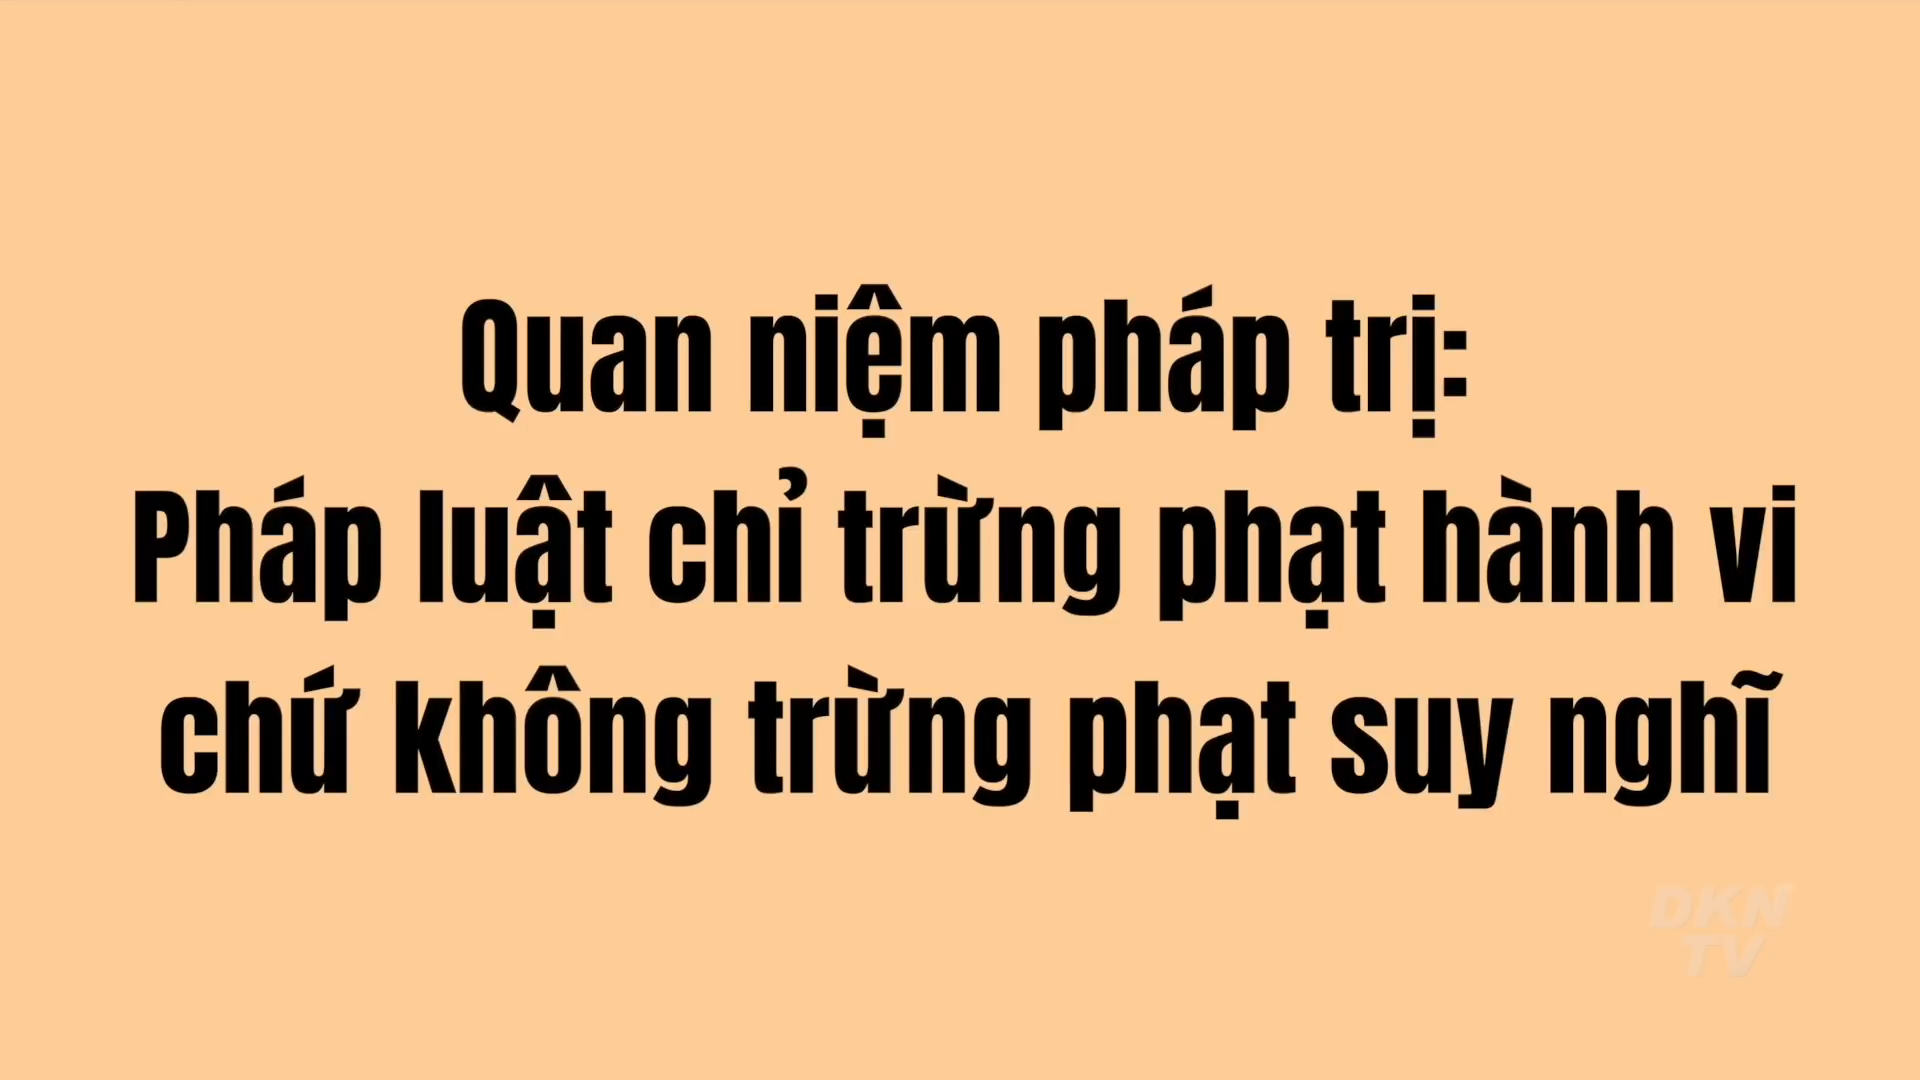 Quan niệm pháp trị:
Pháp luật chỉ trừng phạt hành vi
chứ không trừng phạt suy nghĩ
DKN
TV